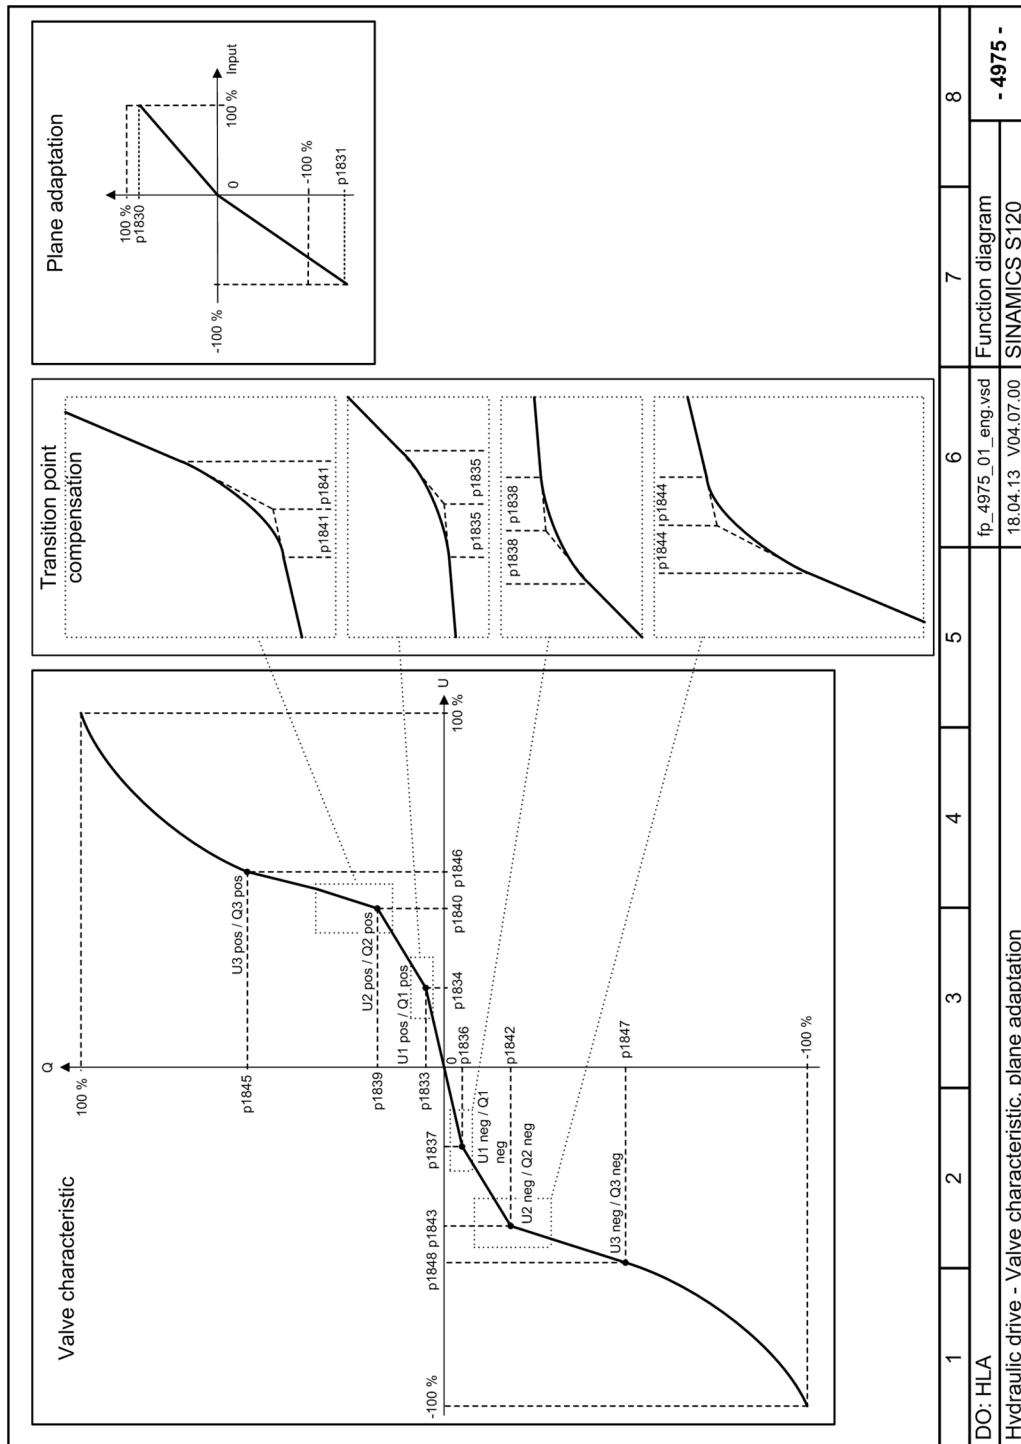 Valve characteristic
Q
100 %
p1845
p1839
p1833
U3 pos / Q3 pos
U2 pos / Q2 pos
U1 pos / Q1 pos
-100 %
p1848
p1843
p1837
0
p1834
p1840
p1846
100 %
U
p1836
p1842
p1847
-100 %
U1 neg / Q1
neg
U2 neg / Q2 neg
U3 neg / Q3 neg
Transition point
compensation
p1841
p1841
p1835
p1835
p1838
p1838
p1844
p1844
Plane adaptation
100 %
p1830
-100 %
0
100 %
Input
-100 %
p1831
1
2
3
4
5
6
7
8
DO: HLA
fp_4975_01_eng.vsd
Function diagram
- 4975 -
Hydraulic drive - Valve characteristic, plane adaptation
18.04.13
V04.07.00
SINAMICS S120